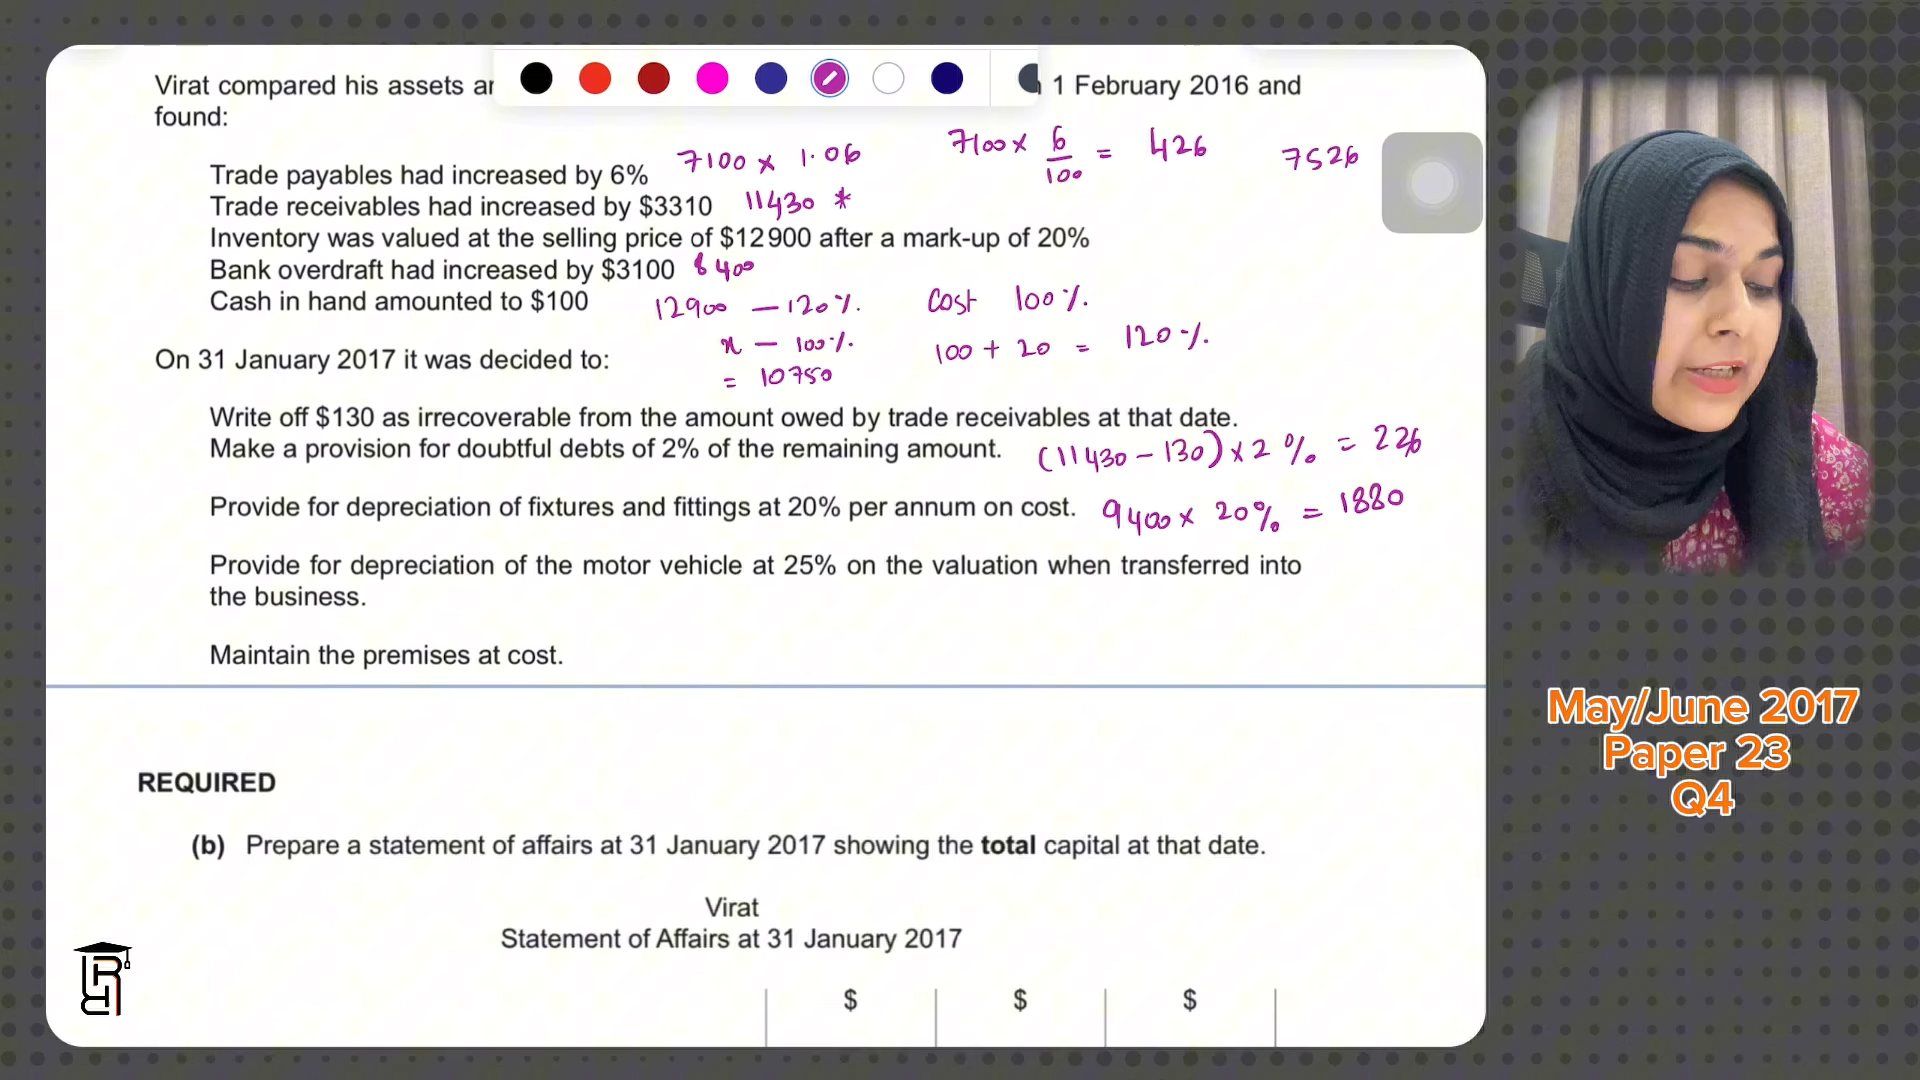 Virat compared his assets
1 February 2016 and
found:
7100 × 6/100 = 426
7526
7100 × 1.06
Trade payables had increased by 6%
Trade receivables had increased by $3310 11430 *
Inventory was valued at the selling price of $12 900 after a mark-up of 20%
Bank overdraft had increased by $3100 8400
Cash in hand amounted to $100
12900 — 120%.
Cost 100%.
x — 100%.
100 + 20 = 120%.
= 10750
On 31 January 2017 it was decided to:
Write off $130 as irrecoverable from the amount owed by trade receivables at that date.
Make a provision for doubtful debts of 2% of the remaining amount. (11430 - 130) × 2% = 226
Provide for depreciation of fixtures and fittings at 20% per annum on cost. 9400 × 20% = 1880
Provide for depreciation of the motor vehicle at 25% on the valuation when transferred into
the business.
Maintain the premises at cost.
REQUIRED
(b) Prepare a statement of affairs at 31 January 2017 showing the total capital at that date.
Virat
Statement of Affairs at 31 January 2017
$ $ $
May/June 2017
Paper 23
Q4